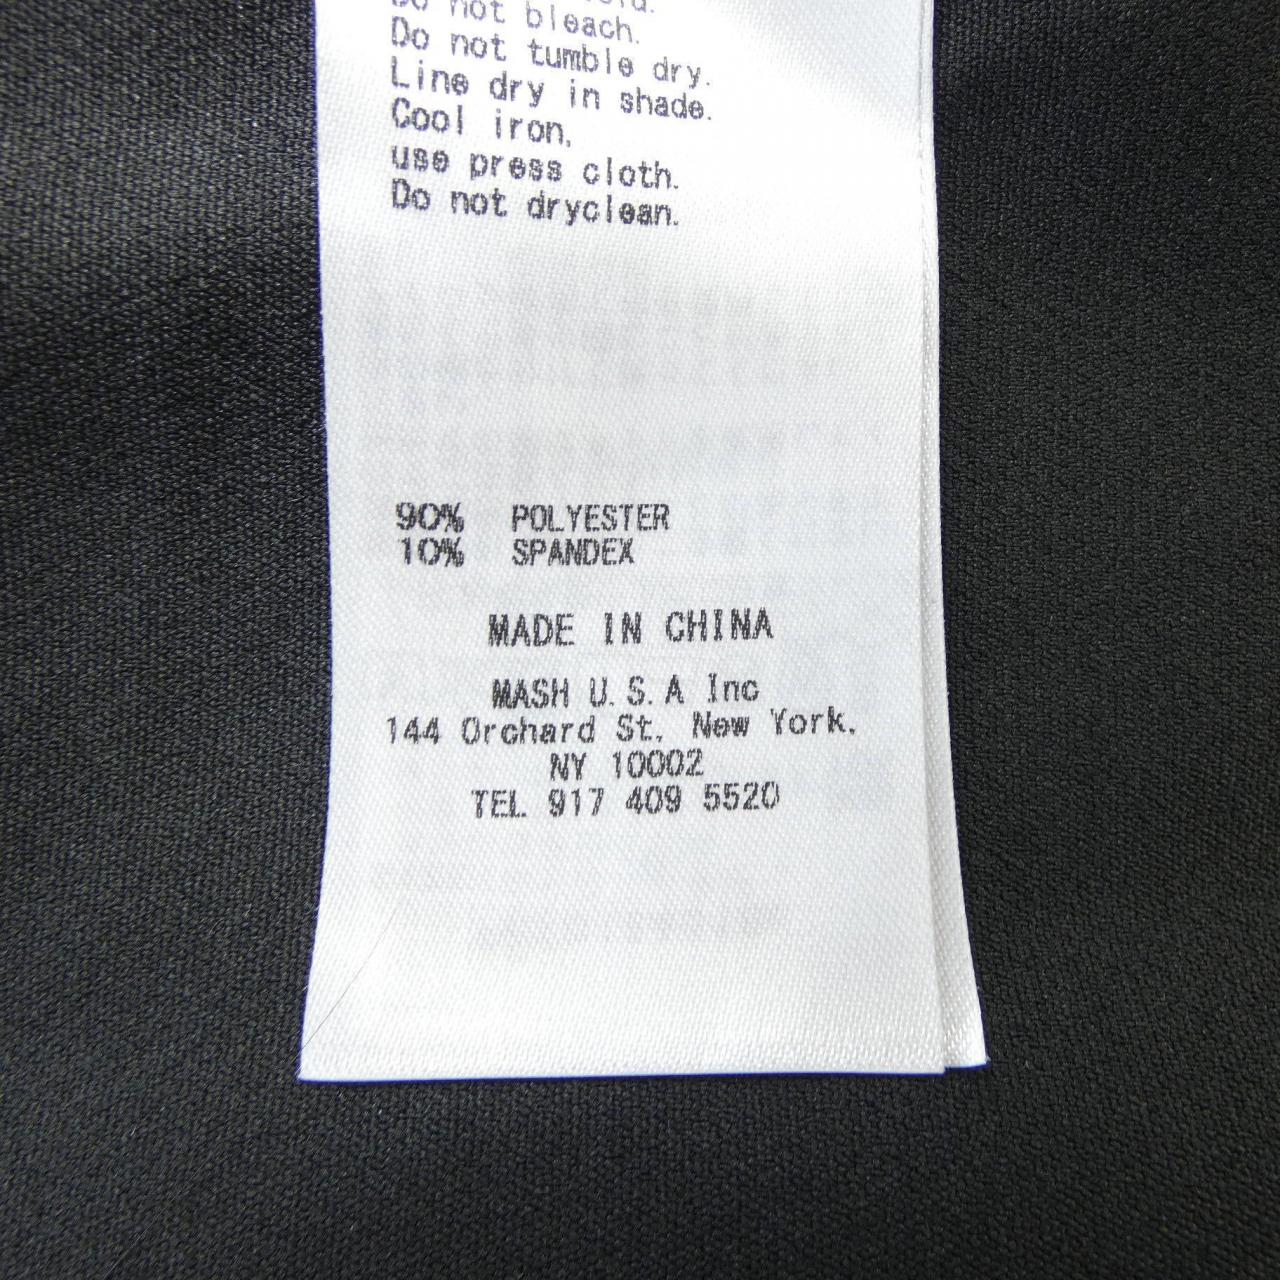 Do not bleach.
Do not tumble dry.
Line dry in shade.
Cool iron,
use press cloth.
Do not dryclean.
90% POLYESTER
10% SPANDEX
MADE IN CHINA
MASH U.S.A Inc
144 Orchard St. New York.
NY 10002
TEL 917 409 5520